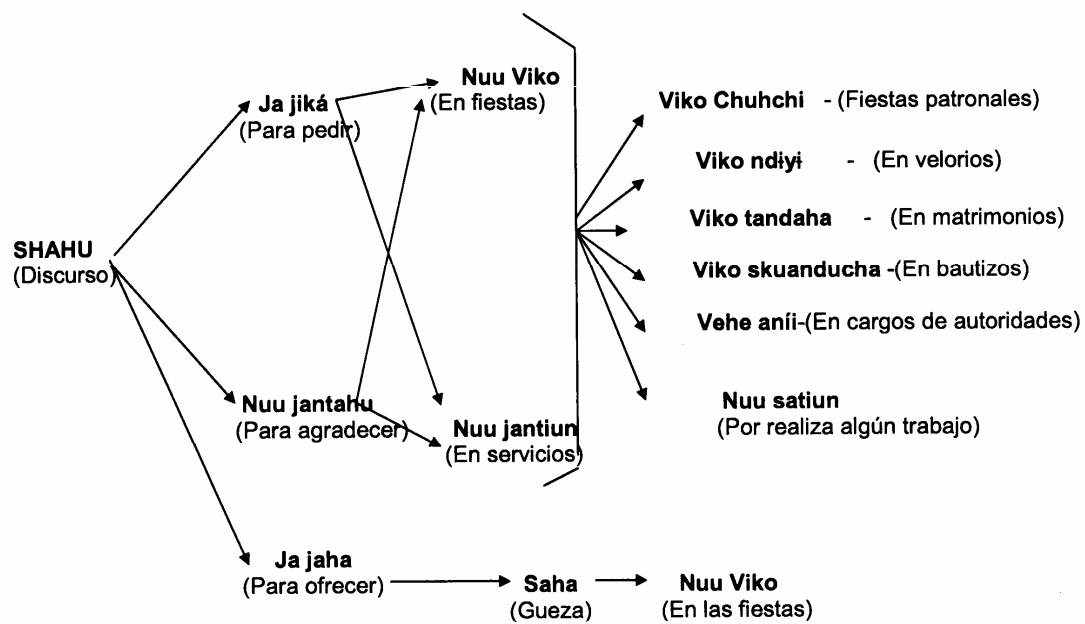 SHAHU
(Discurso)
Ja jiká
(Para pedir)
Nuu jantahu
(Para agradecer)
Ja jaha
(Para ofrecer)
Nuu Viko
(En fiestas)
Nuu jantiun
(En servicios)
Saha
(Gueza)
Nuu Viko
(En las fiestas)
Viko Chuhchi - (Fiestas patronales)
Viko ndɨyɨ - (En velorios)
Viko tandaha - (En matrimonios)
Viko skuanducha -(En bautizos)
Vehe aníi-(En cargos de autoridades)
Nuu satiun
(Por realiza algún trabajo)